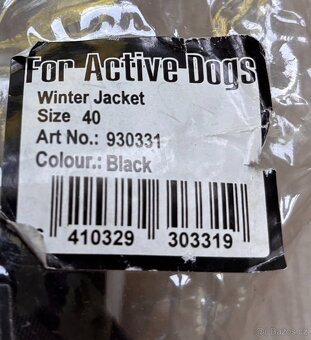 For Active Dogs
Winter Jacket
Size 40
Art No.: 930331
Colour.: Black
410329 303319